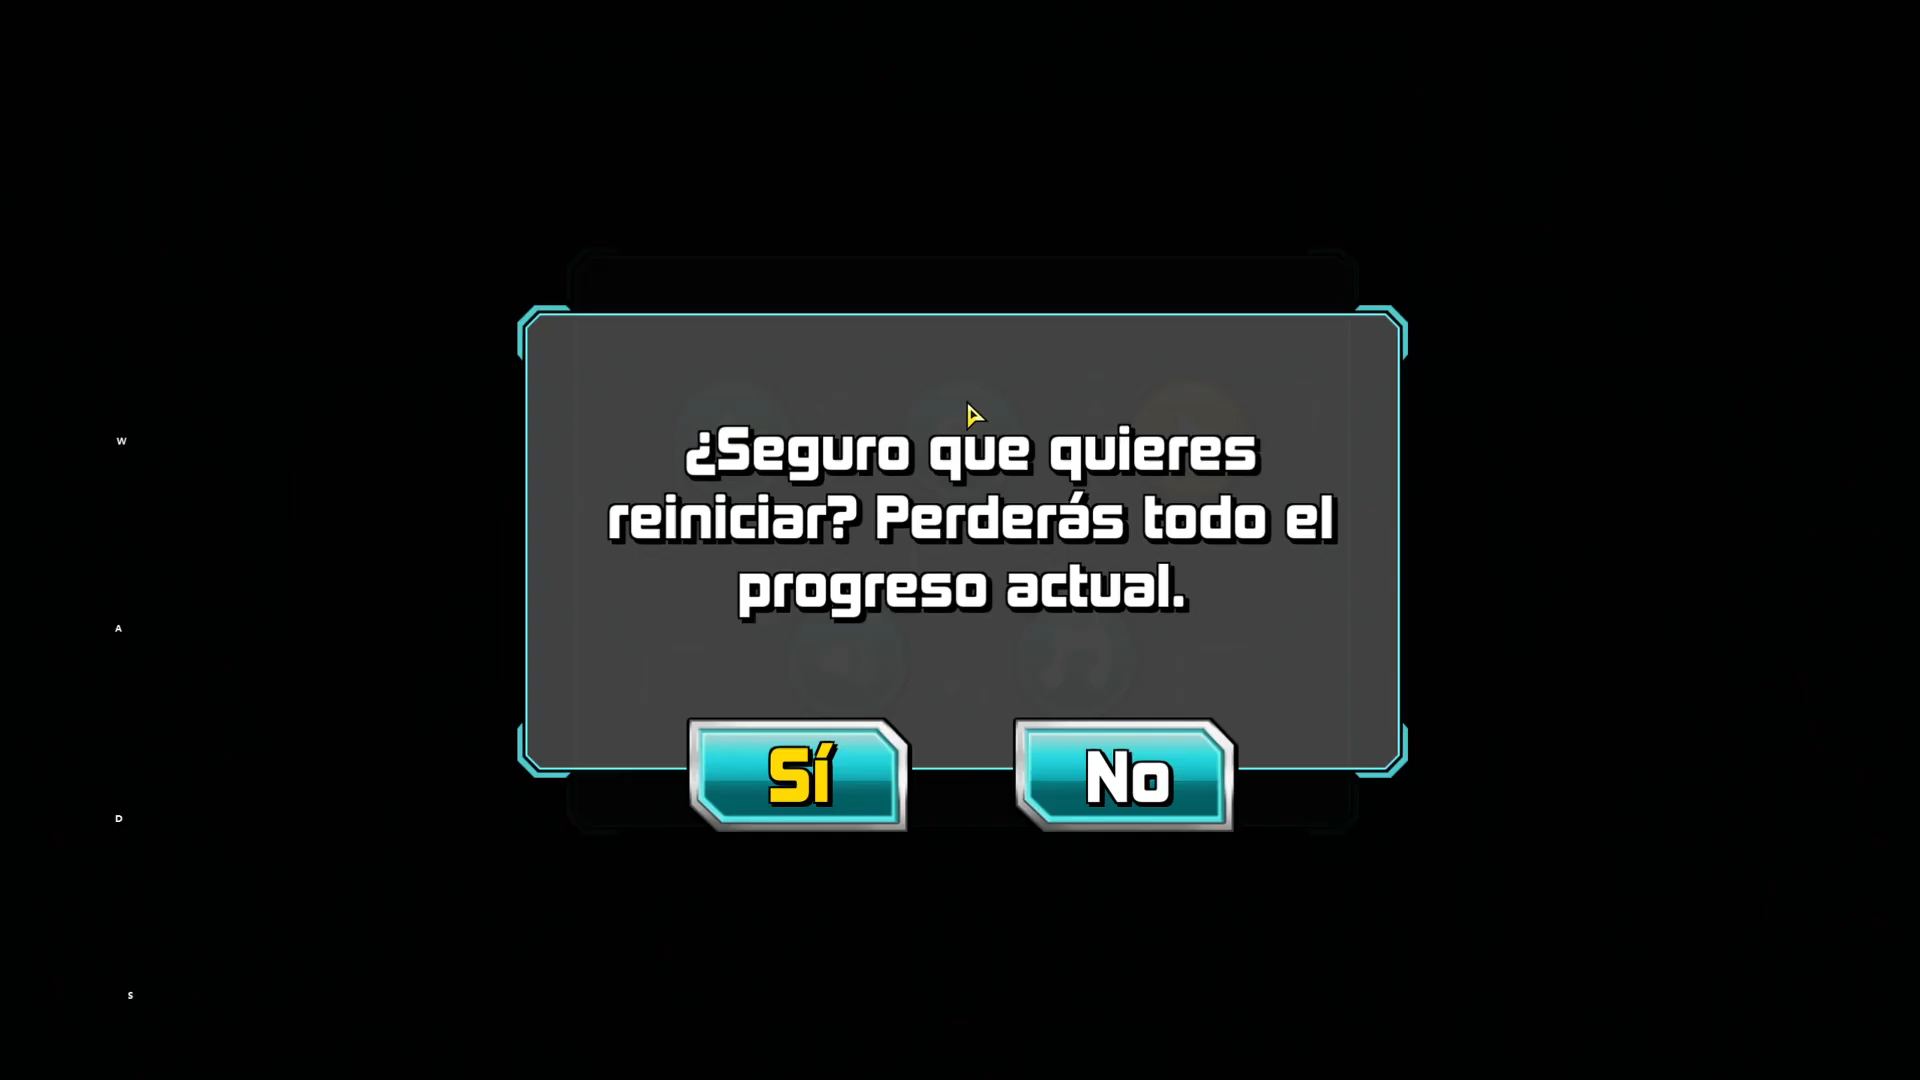 ¿Seguro que quieres
reiniciar? Perderás todo el
progreso actual.
Sí
No
W
A
D
S